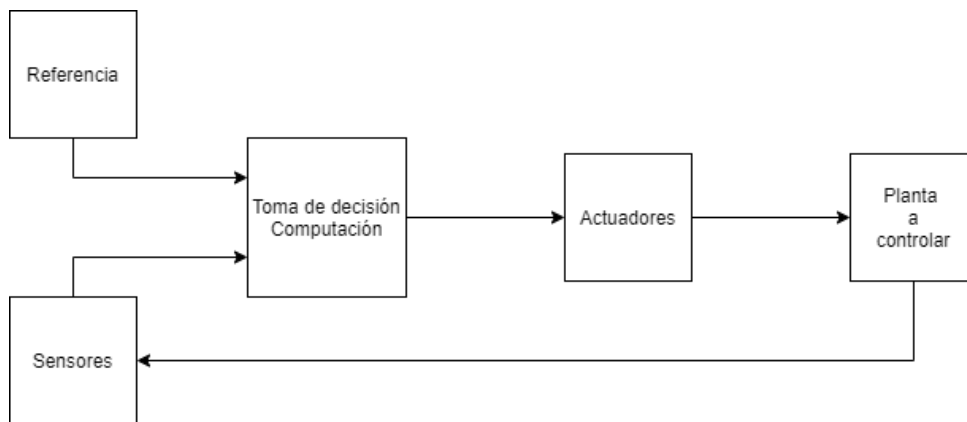 Referencia
Toma de decisión
Computación
Actuadores
Planta
a
controlar
Sensores